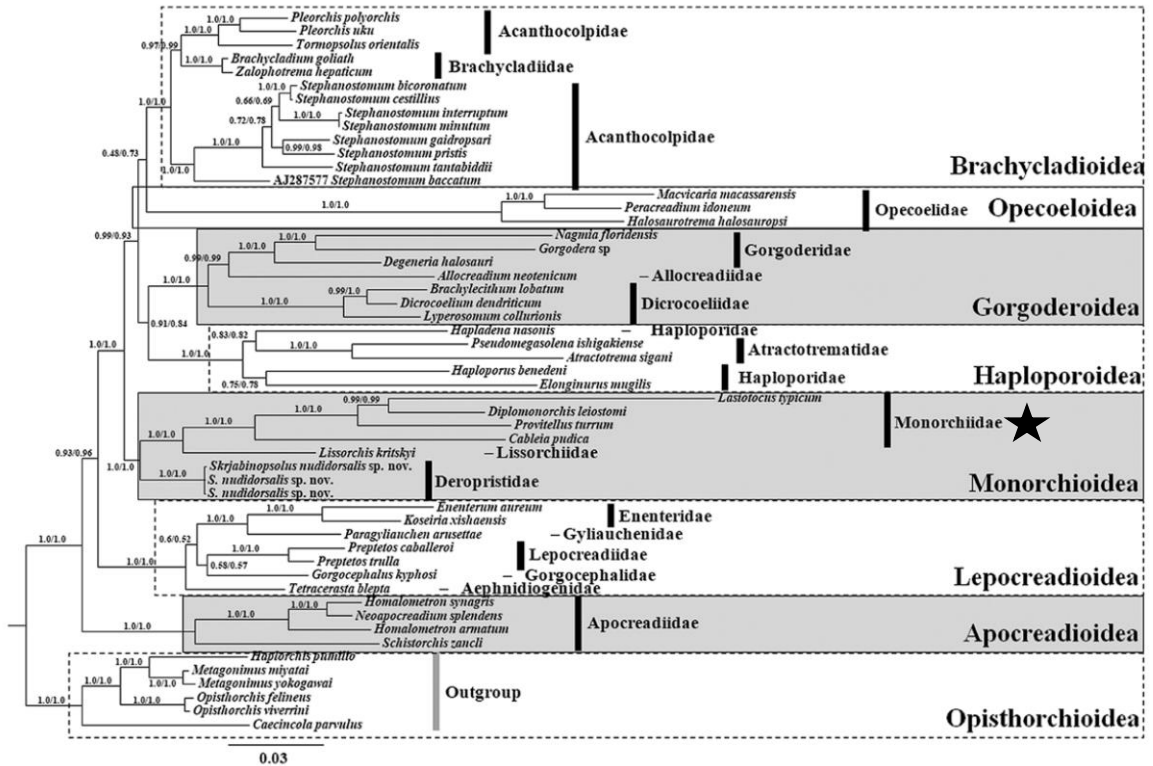 1.0/1.0 Pleorchis polyorchis
1.0/1.0 Pleorchis uku
Acanthocolpidae
0.97/0.99 Tormopsolus orientalis
1.0/1.0 Brachycladium goliath
Brachycladiidae
Zalophotrema hepaticum
1.0/1.0 Stephanostomum bicoronatum
0.66/0.69 Stephanostomum cestillius
1.0/1.0
1.0/1.0 Stephanostomum interruptum
0.72/0.78 Stephanostomum minutum
Acanthocolpidae
1.0/1.0 Stephanostomum gaidropsari
0.99/0.98 Stephanostomum pristis
0.48/0.73
1.0/1.0 Stephanostomum tantabiddii
Brachycladioidea
AJ287577 Stephanostomum baccatum
1.0/1.0 Macvicaria macassarensis
1.0/1.0 Peracreadium idoneum
Opecoelidae Opecoeloidea
Halosaurotrema halosauropsi
0.99/0.93
1.0/1.0 Nagmia floridensis
1.0/1.0 Gorgodera sp
Gorgoderidae
0.99/0.99 Degeneria halosauri
1.0/1.0 Allocreadium neotenicum – Allocreadiidae
0.99/1.0 Brachylecithum lobatum
1.0/1.0 Dicrocoelium dendriticum
Dicrocoeliidae Gorgoderoidea
Lyperosomum collurionis
0.91/0.84
0.83/0.82 Hapladena nasonis – Haploporidae
1.0/1.0 Pseudomegasolena ishigakiense
1.0/1.0 1.0/1.0 Atractotrema sigani
Atractotrematidae
Haploporus benedeni
0.75/0.78 Elonginurus mugilis
Haploporidae Haploporoidea
0.99/0.99 Lasiotocus typicum
1.0/1.0 Diplomonorchis leiostomi
1.0/1.0 Provitellus turrum
Monorchiidae
1.0/1.0 Cableia pudica
Lissorchis kritskyi – Lissorchiidae
0.93/0.96 1.0/1.0
1.0/1.0 Skrjabinopsolus nudidorsalis sp. nov.
S. nudidorsalis sp. nov.
Deropristidae Monorchioidea
S. nudidorsalis sp. nov.
1.0/1.0 Enenterum aureum
1.0/1.0 Koseiria xishaensis
Enenteridae
0.6/0.52 Paragyliauchen arusettae – Gyliauchenidae
1.0/1.0
1.0/1.0 Preptetos caballeroi
Lepocreadiidae
1.0/1.0 0.58/0.57 Preptetos trulla
Gorgocephalus kyphosi – Gorgocephalidae
Lepocreadioidea
Tetracerasta blepta – Aephnidiogenidae
1.0/1.0 Homalometron synagris
1.0/1.0 Neoapocreadium splendens
1.0/1.0 Homalometron armatum
Apocreadiidae Apocreadioidea
Schistorchis zancli
Haplorchis pumilio
1.0/1.0 Metagonimus miyatai
1.0/1.0 Metagonimus yokogawai
1.0/1.0 1.0/1.0 Opisthorchis felineus
Outgroup
Opisthorchis viverrini
Caecincola parvulus
Opisthorchioidea
0.03